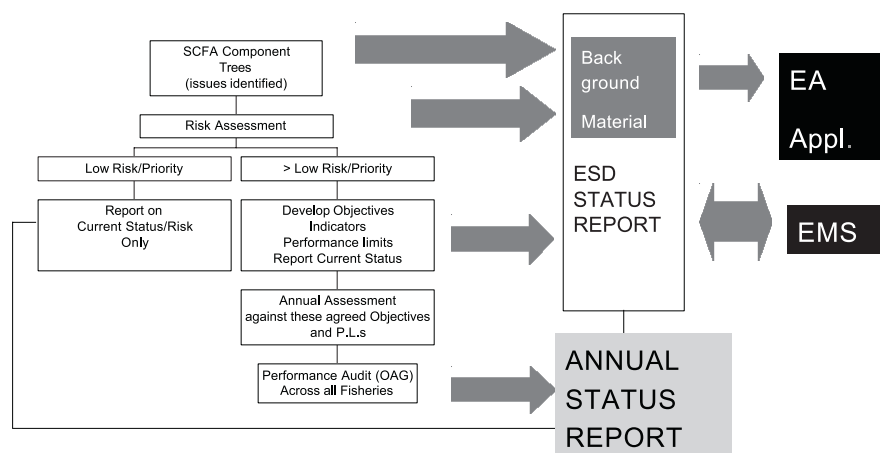 SCFA Component
Trees
(issues identified)
Risk Assessment
Low Risk/Priority
> Low Risk/Priority
Report on
Current Status/Risk
Only
Develop Objectives
Indicators
Performance limits
Report Current Status
Annual Assessment
against these agreed Objectives
and P.L.s
Performance Audit (OAG)
Across all Fisheries
Back
ground
Material
ESD
STATUS
REPORT
EA
Appl.
EMS
ANNUAL
STATUS
REPORT